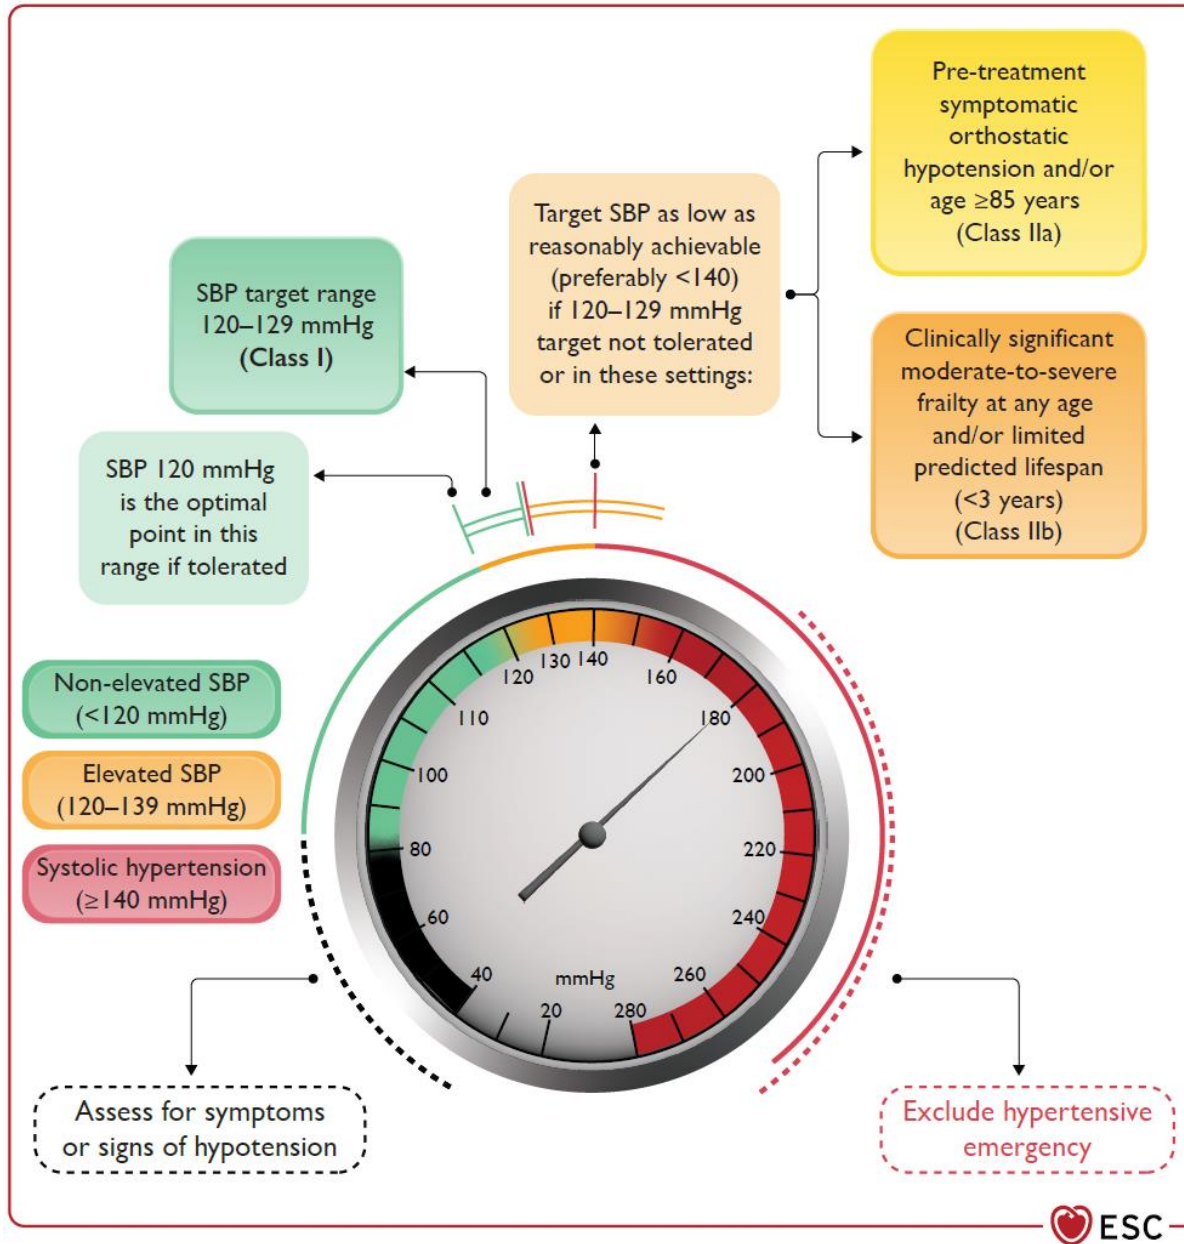 Pre-treatment
symptomatic
orthostatic
hypotension and/or
age ≥85 years
(Class IIa)
Target SBP as low as
reasonably achievable
(preferably <140)
if 120–129 mmHg
target not tolerated
or in these settings:
SBP target range
120–129 mmHg
(Class I)
Clinically significant
moderate-to-severe
frailty at any age
and/or limited
predicted lifespan
(<3 years)
(Class IIb)
SBP 120 mmHg
is the optimal
point in this
range if tolerated
Non-elevated SBP
(<120 mmHg)
Elevated SBP
(120–139 mmHg)
Systolic hypertension
(≥140 mmHg)
20
40
60
80
100
110
120
130
140
160
180
200
220
240
260
280
mmHg
Assess for symptoms
or signs of hypotension
Exclude hypertensive
emergency
ESC